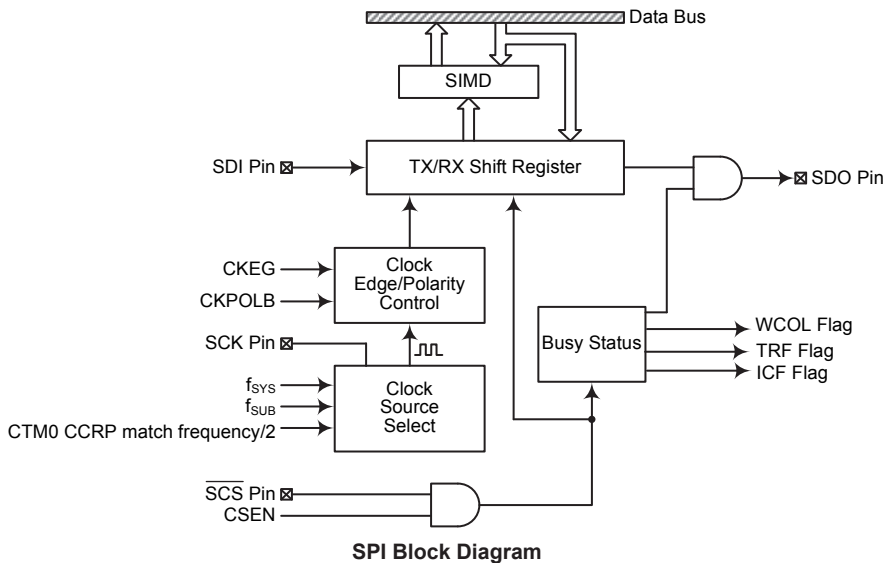 Data Bus
SIMD
SDI Pin
TX/RX Shift Register
SDO Pin
CKEG
CKPOLB
Clock
Edge/Polarity
Control
SCK Pin
fSYS
fSUB
CTM0 CCRP match frequency/2
Clock
Source
Select
Busy Status
WCOL Flag
TRF Flag
ICF Flag
SCS Pin
CSEN
SPI Block Diagram